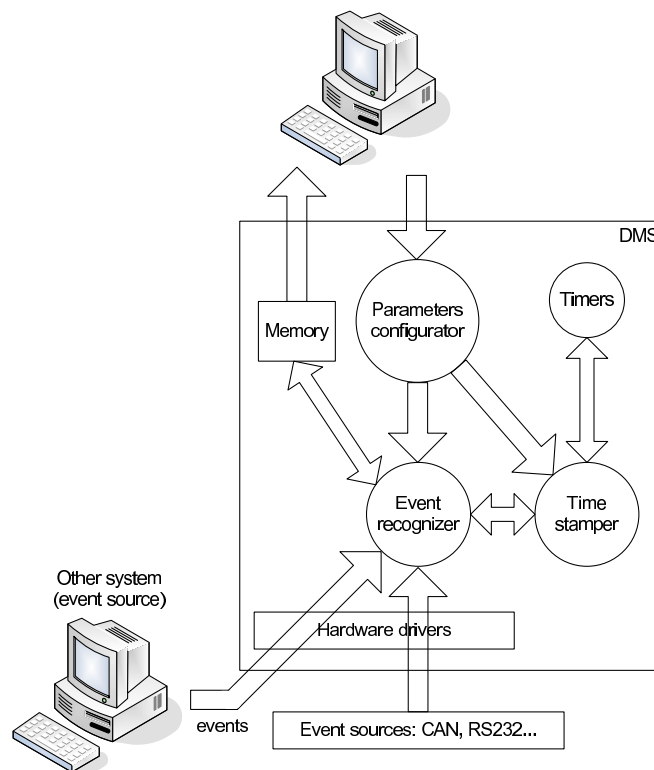 DMS
Parameters
configurator
Timers
Memory
Event
recognizer
Time
stamper
Other system
(event source)
Hardware drivers
events
Event sources: CAN, RS232...